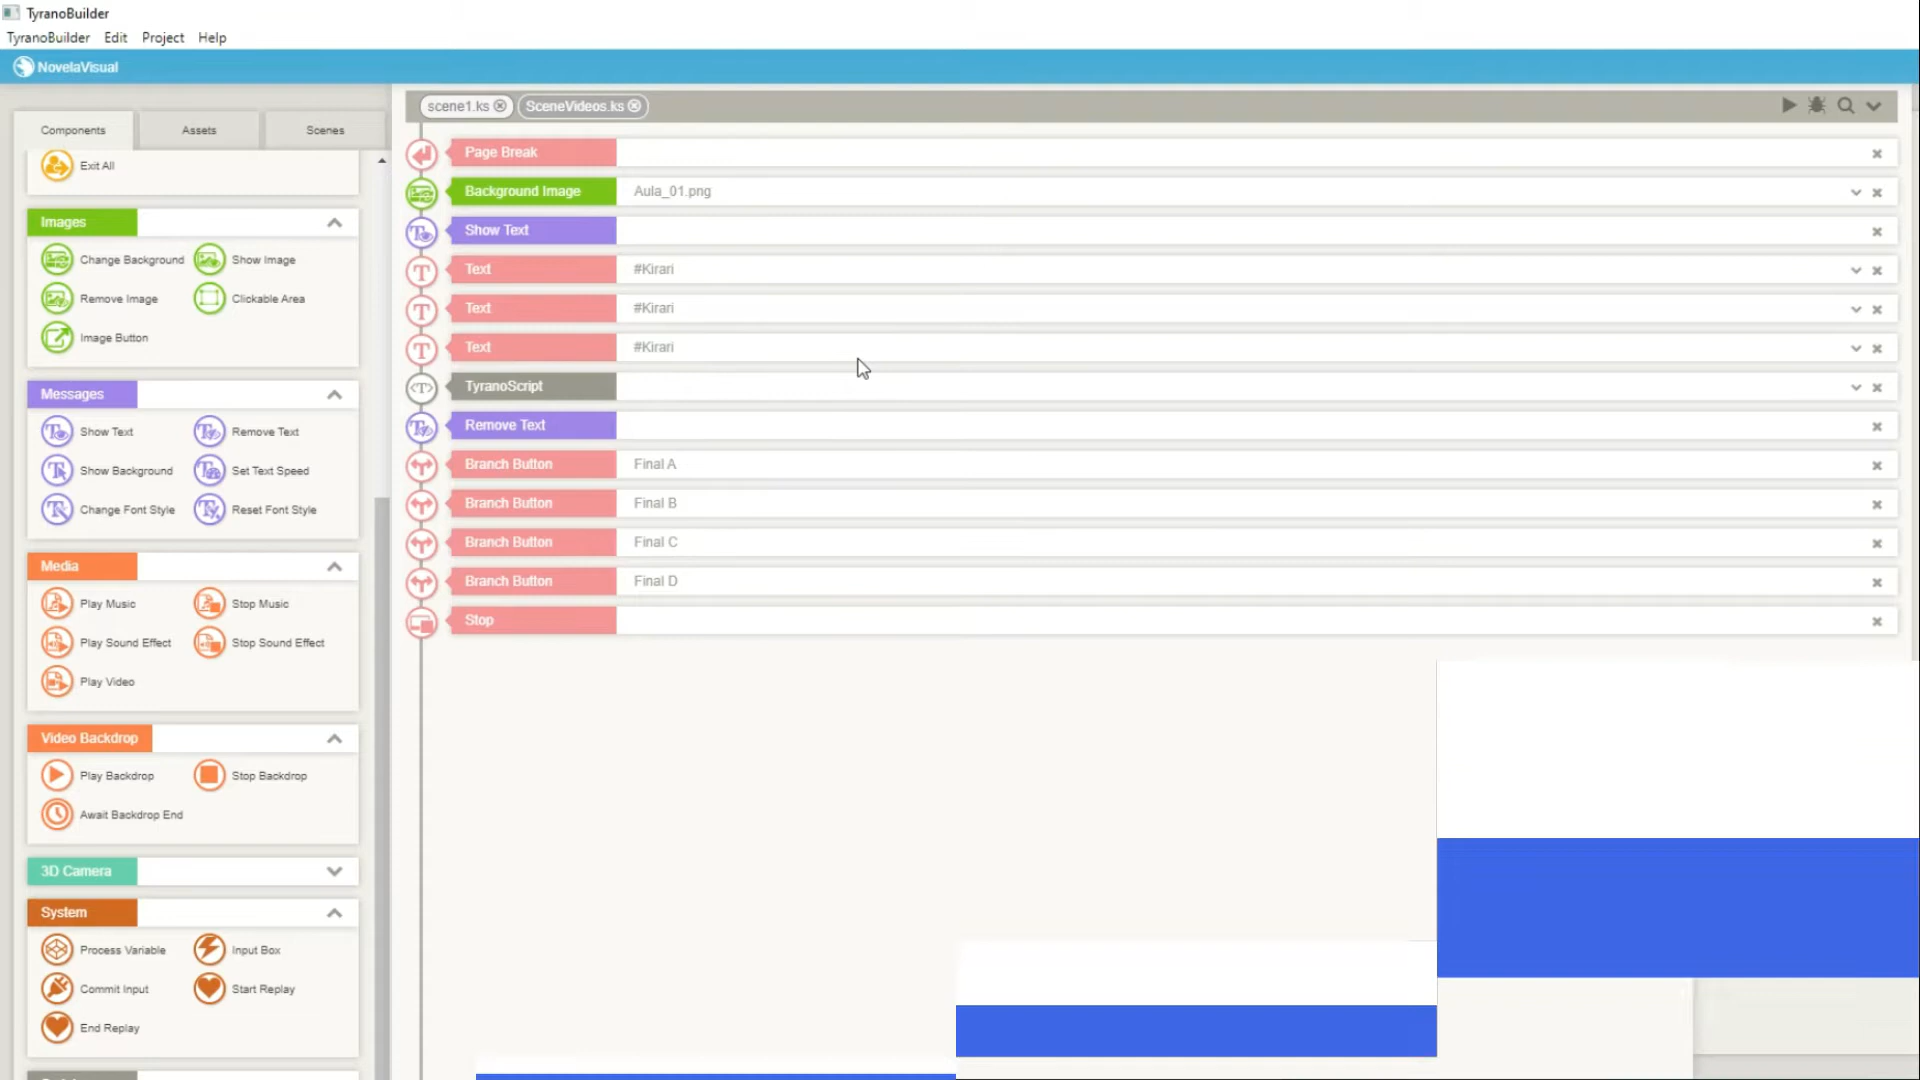 TyranoBuilder
TyranoBuilder Edit Project Help
NovelaVisual
Components Assets Scenes
Exit All
Images
Change Background Show Image
Remove Image Clickable Area
Image Button
Messages
Show Text Remove Text
Show Background Set Text Speed
Change Font Style Reset Font Style
Media
Play Music Stop Music
Play Sound Effect Stop Sound Effect
Play Video
Video Backdrop
Play Backdrop Stop Backdrop
Await Backdrop End
3D Camera
System
Process Variable Input Box
Commit Input Start Replay
End Replay
scene1.ks SceneVideos.ks
Page Break
Background Image Aula_01.png
Show Text
Text #Kirari
Text #Kirari
Text #Kirari
TyranoScript
Remove Text
Branch Button Final A
Branch Button Final B
Branch Button Final C
Branch Button Final D
Stop